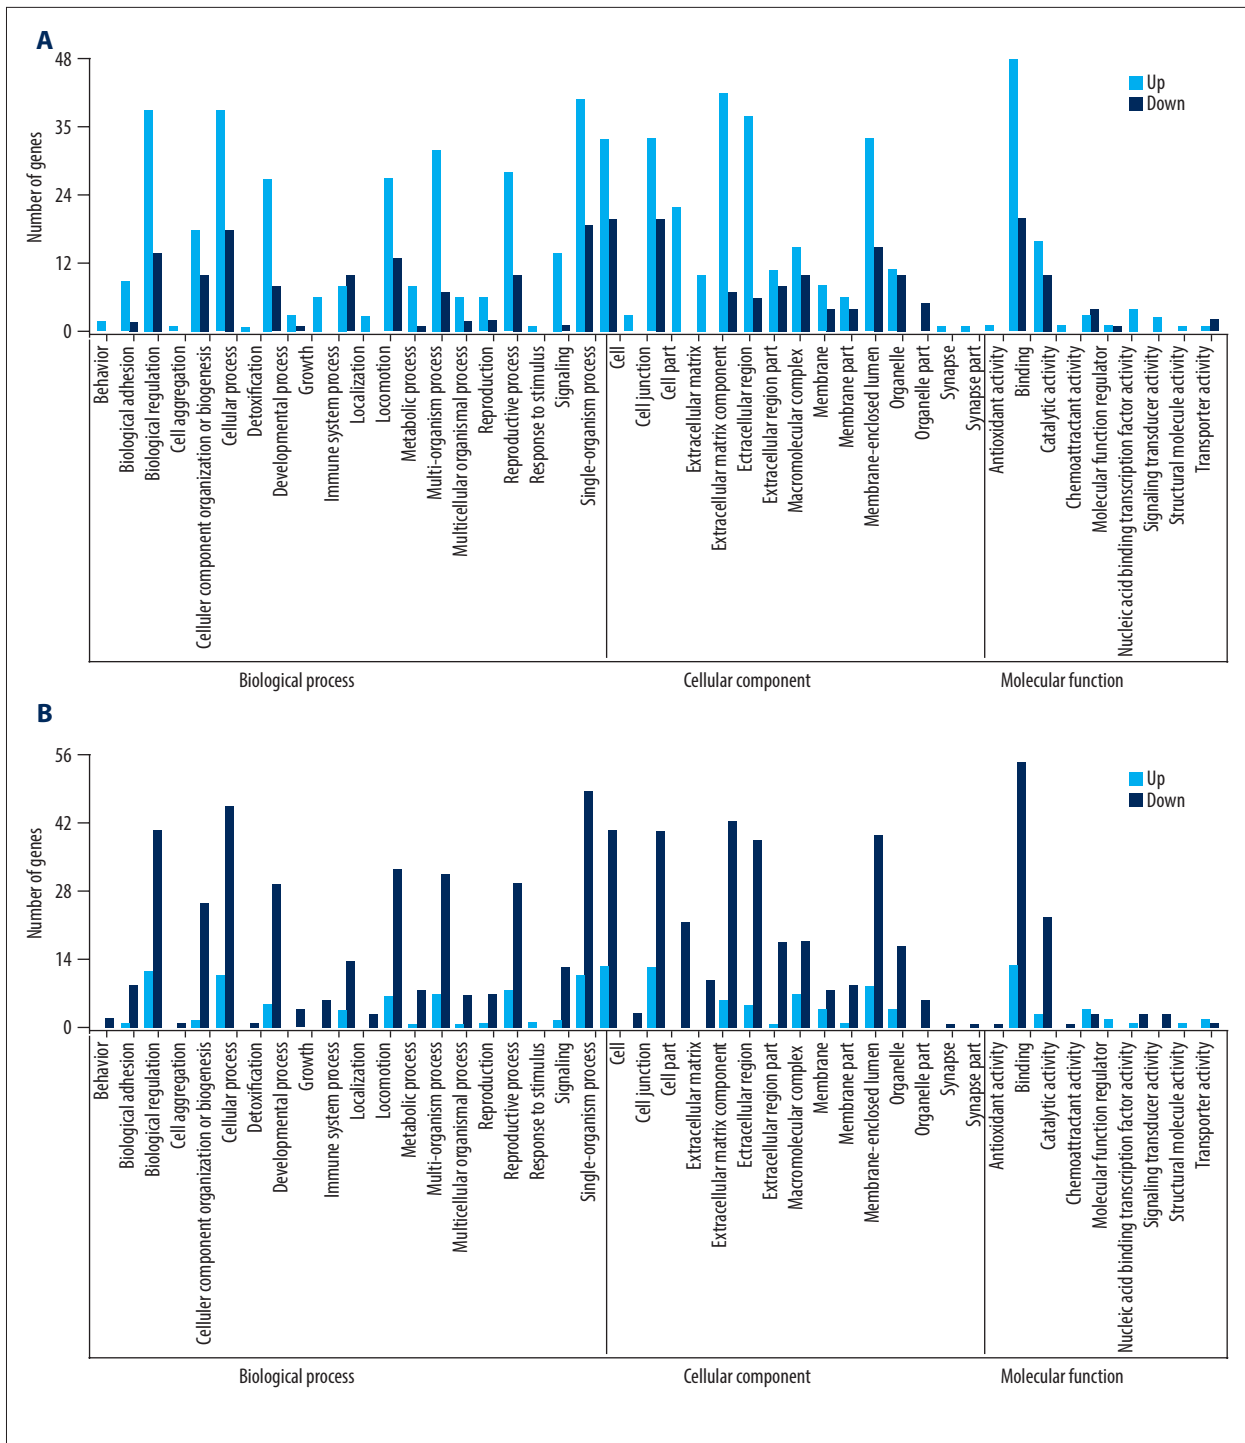 A
48
35
24
12
0
Number of genes
Up
Down
Behavior
Biological adhesion
Biological regulation
Cell aggregation
Celluler component organization or biogenesis
Cellular process
Detoxification
Developmental process
Growth
Immune system process
Localization
Locomotion
Metabolic process
Multi-organism process
Multicellular organismal process
Reproduction
Reproductive process
Response to stimulus
Signaling
Single-organism process
Cell
Cell junction
Cell part
Extracellular matrix
Extracellular matrix component
Ectracellular region
Extracellular region part
Macromolecular complex
Membrane
Membrane part
Membrane-enclosed lumen
Organelle
Organelle part
Synapse
Synapse part
Antioxidant activity
Binding
Catalytic activity
Chemoattractant activity
Molecular function regulator
Nucleic acid binding transcription factor activity
Signaling transducer activity
Structural molecule activity
Transporter activity
Biological process
Cellular component
Molecular function
B
56
42
28
14
0
Number of genes
Up
Down
Behavior
Biological adhesion
Biological regulation
Cell aggregation
Celluler component organization or biogenesis
Cellular process
Detoxification
Developmental process
Growth
Immune system process
Localization
Locomotion
Metabolic process
Multi-organism process
Multicellular organismal process
Reproduction
Reproductive process
Response to stimulus
Signaling
Single-organism process
Cell
Cell junction
Cell part
Extracellular matrix
Extracellular matrix component
Ectracellular region
Extracellular region part
Macromolecular complex
Membrane
Membrane part
Membrane-enclosed lumen
Organelle
Organelle part
Synapse
Synapse part
Antioxidant activity
Binding
Catalytic activity
Chemoattractant activity
Molecular function regulator
Nucleic acid binding transcription factor activity
Signaling transducer activity
Structural molecule activity
Transporter activity
Biological process
Cellular component
Molecular function